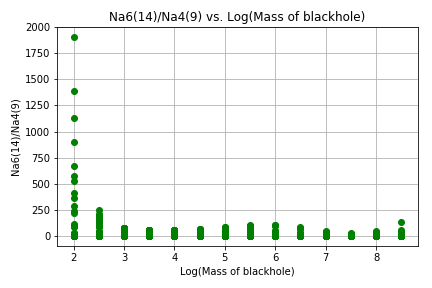 Na6(14)/Na4(9) vs. Log(Mass of blackhole)
2000
1750
1500
1250
1000
750
500
250
0
Na6(14)/Na4(9)
2 3 4 5 6 7 8
Log(Mass of blackhole)